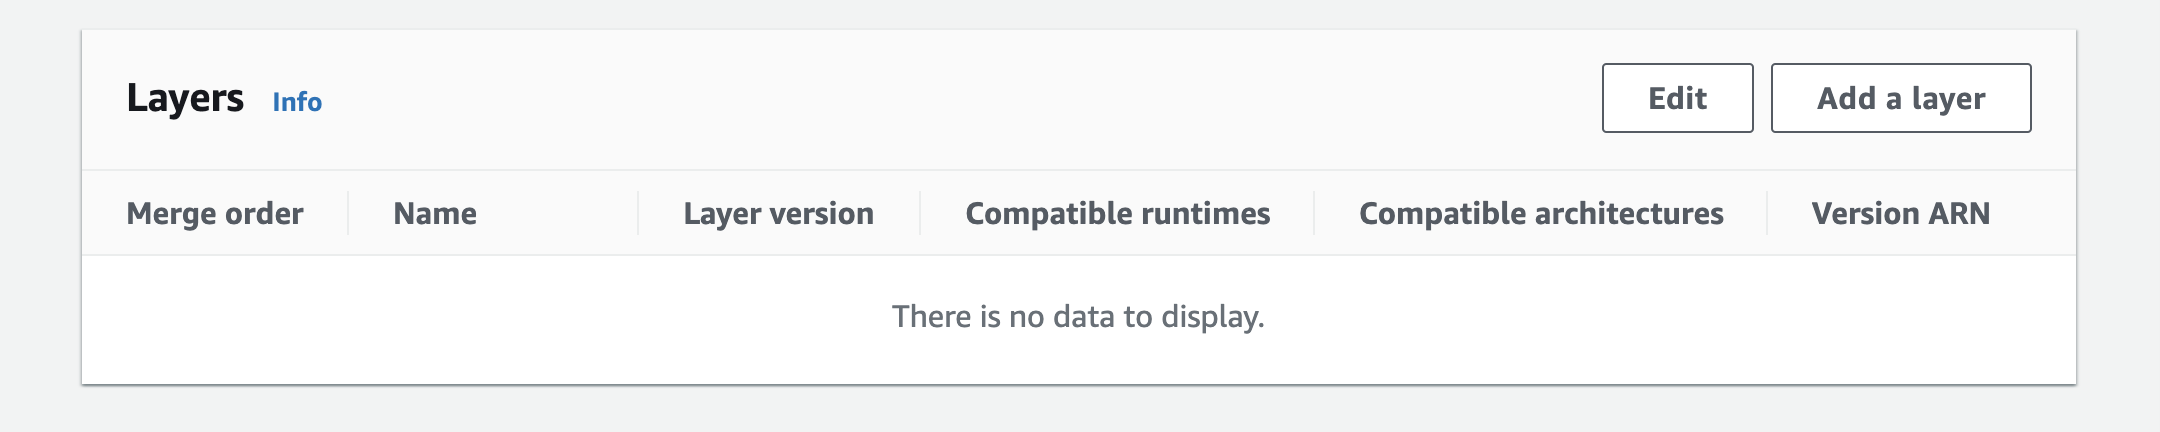 Layers Info Edit Add a layer
Merge order Name Layer version Compatible runtimes Compatible architectures Version ARN
There is no data to display.